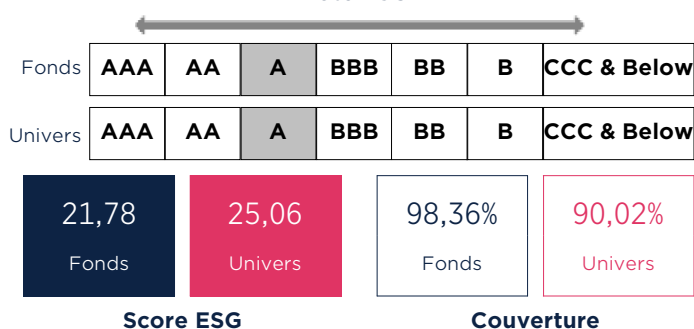 Fonds AAA AA A BBB BB B CCC & Below
Univers AAA AA A BBB BB B CCC & Below
21,78 25,06 98,36% 90,02%
Fonds Univers Fonds Univers
Score ESG Couverture